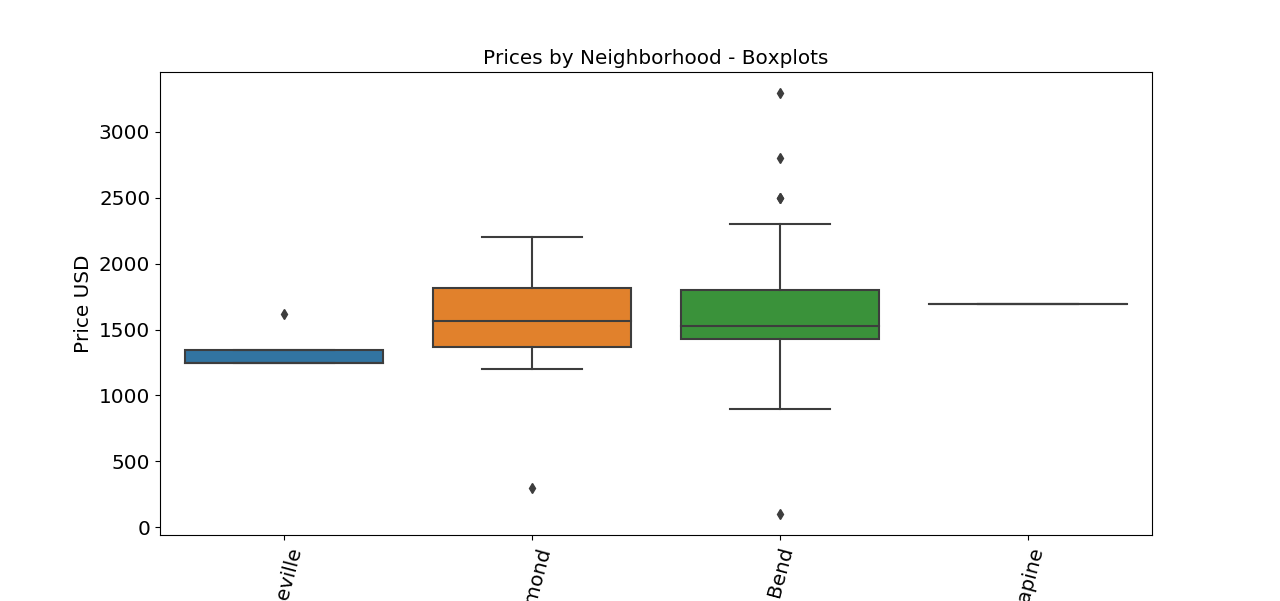 Prices by Neighborhood - Boxplots
Price USD
3000
2500
2000
1500
1000
500
0
eville
mond
Bend
apine